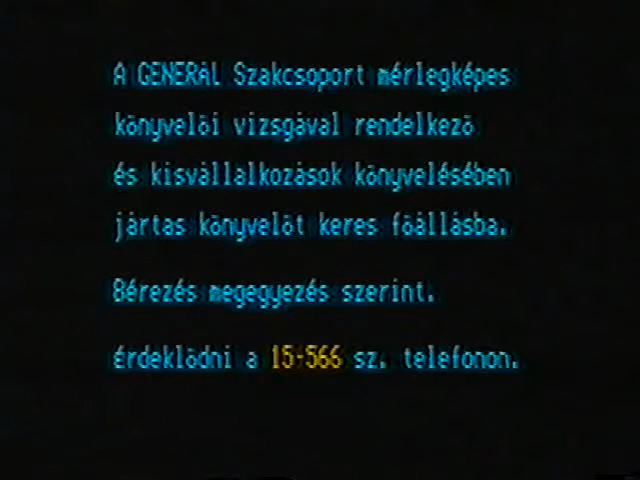 A GENERÁL Szakcsoport mérlegképes
könyvelői vizsgával rendelkező
és kisvállalkozások könyvelésében
jártas könyvelőt keres főállásba.
Bérezés megegyezés szerint.
érdeklődni a 15-566 sz. telefonon.